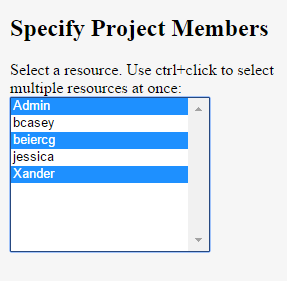 Specify Project Members
Select a resource. Use ctrl+click to select
multiple resources at once:
Admin
bcasey
beiercg
jessica
Xander